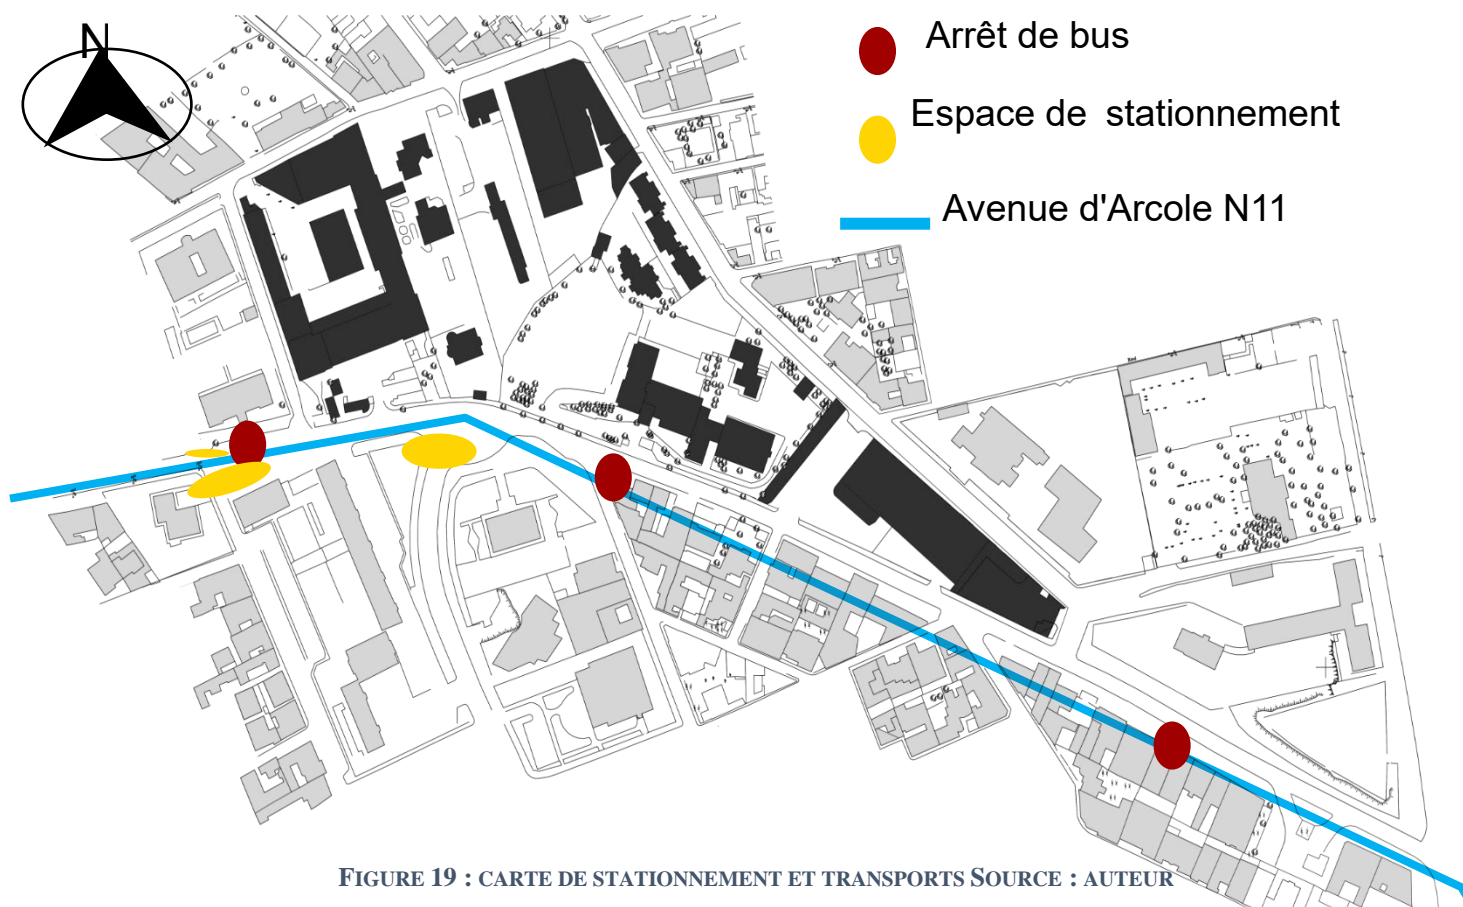 N
Arrêt de bus
Espace de stationnement
Avenue d'Arcole N11
FIGURE 19 : CARTE DE STATIONNEMENT ET TRANSPORTS SOURCE : AUTEUR